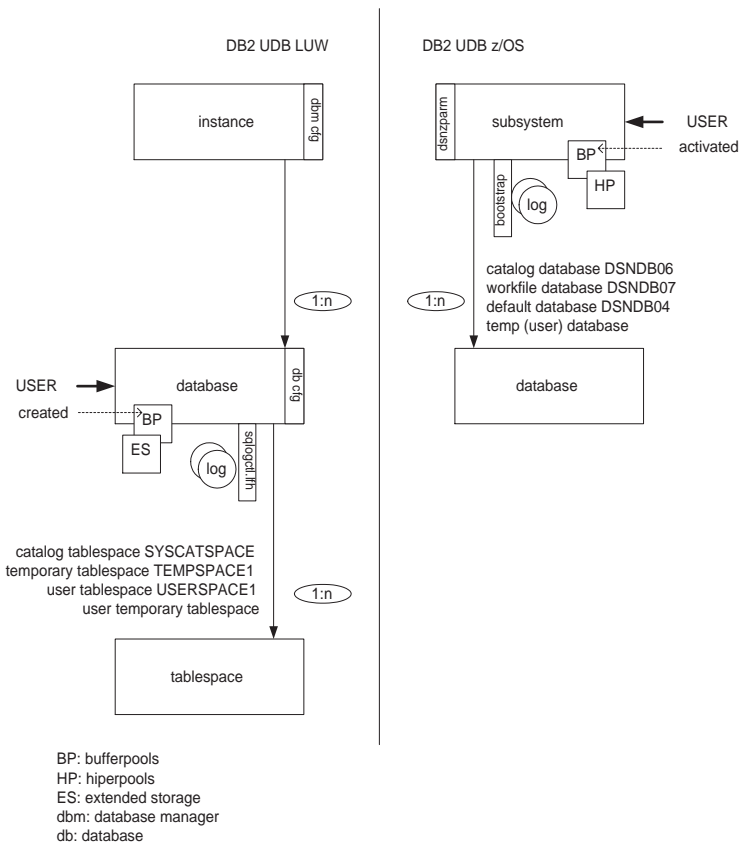 DB2 UDB LUW
DB2 UDB z/OS
instance
dbm cfg
dsnzparm
subsystem
USER
activated
BP
HP
bootstrap
log
1:n
catalog database DSNDB06
workfile database DSNDB07
default database DSNDB04
temp (user) database
1:n
database
db cfg
database
USER
created
BP
ES
log
sqlogctl.lfh
catalog tablespace SYSCATSPACE
temporary tablespace TEMPSPACE1
user tablespace USERSPACE1
user temporary tablespace
1:n
tablespace
BP: bufferpools
HP: hiperpools
ES: extended storage
dbm: database manager
db: database